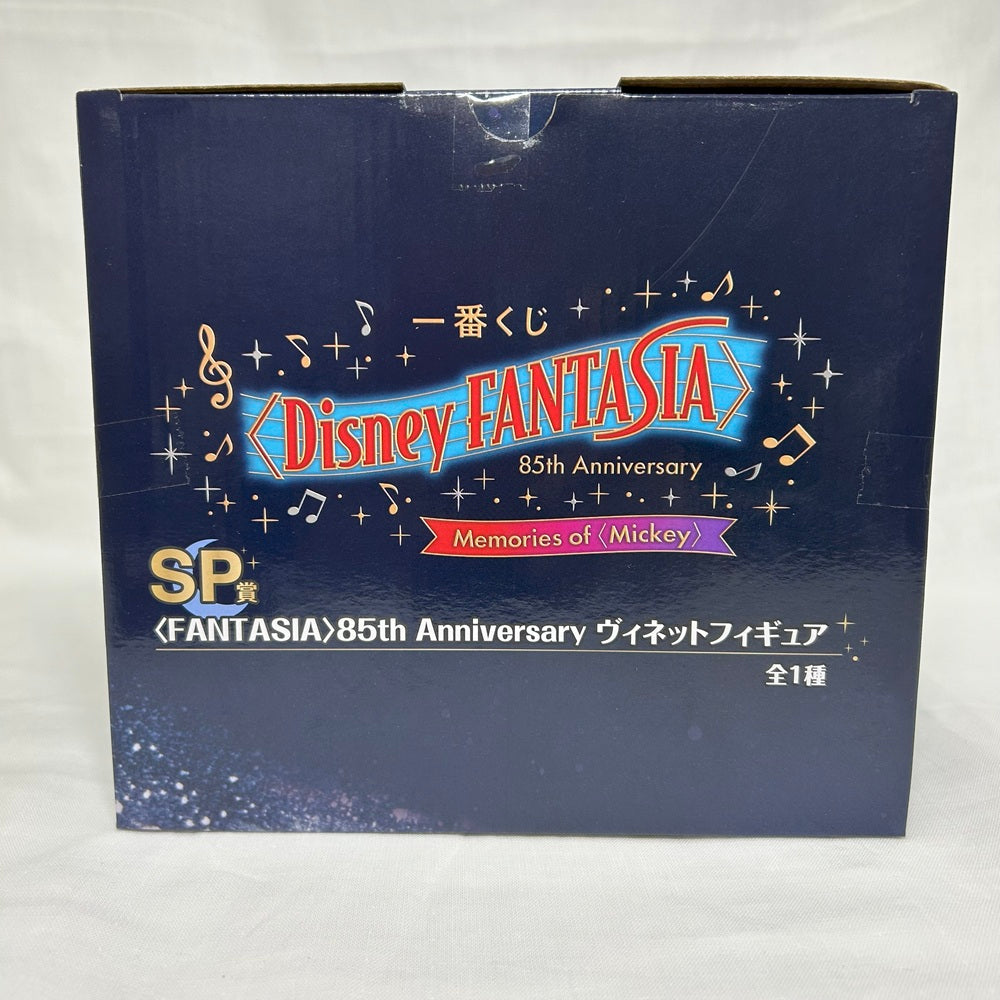 一番くじ
〈Disney FANTASIA〉
85th Anniversary
Memories of〈Mickey〉
SP賞
〈FANTASIA〉85th Anniversary ヴィネットフィギュア
全1種